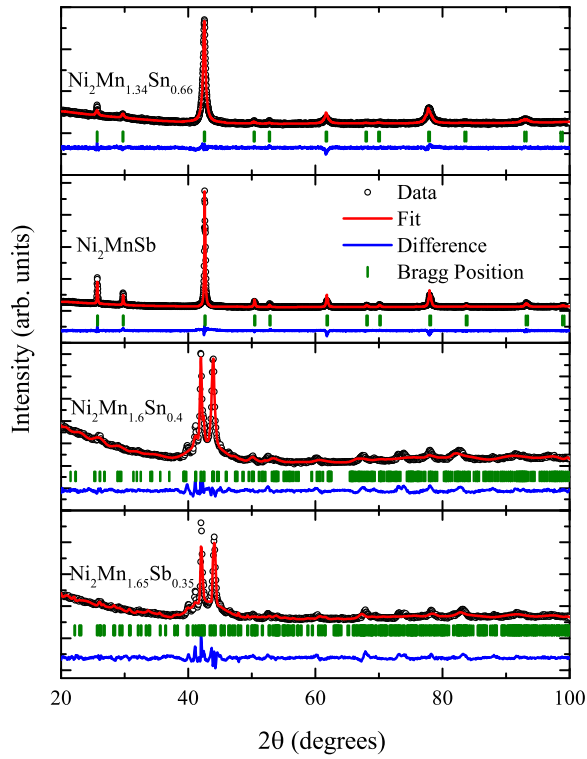 Ni₂Mn₁.₃₄Sn₀.₆₆
Ni₂MnSb
Data
Fit
Difference
Bragg Position
Ni₂Mn₁.₆Sn₀.₄
Ni₂Mn₁.₆₅Sb₀.₃₅
Intensity (arb. units)
20 40 60 80 100
2θ (degrees)